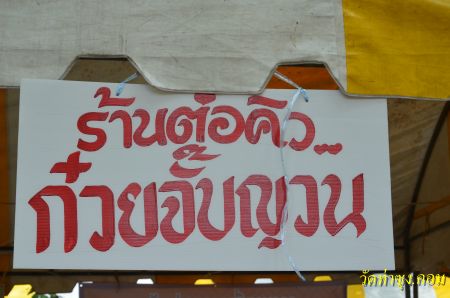 ร้านต่อคิว...
ก๋วยจั๊บญวน
วัดท่าซุง.คอม